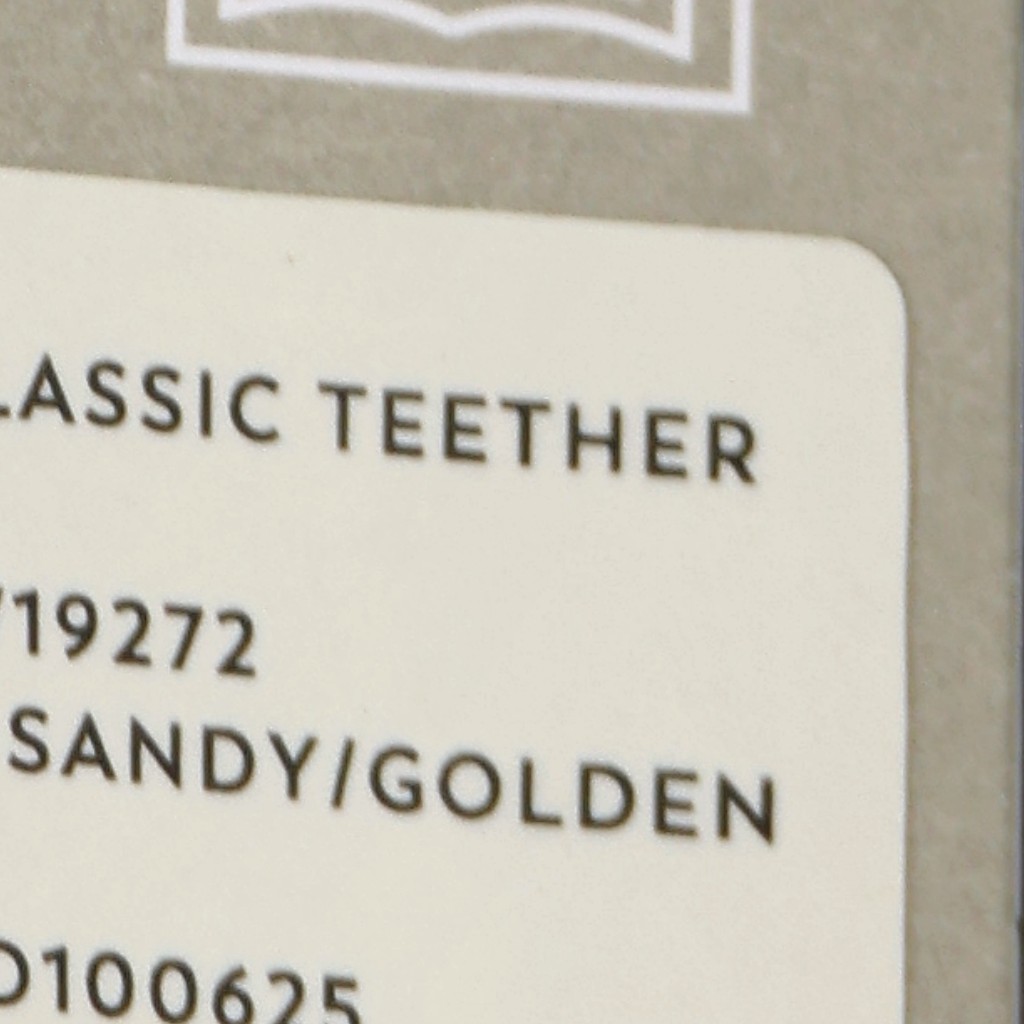 LASSIC TEETHER
19272
SANDY/GOLDEN
D100625